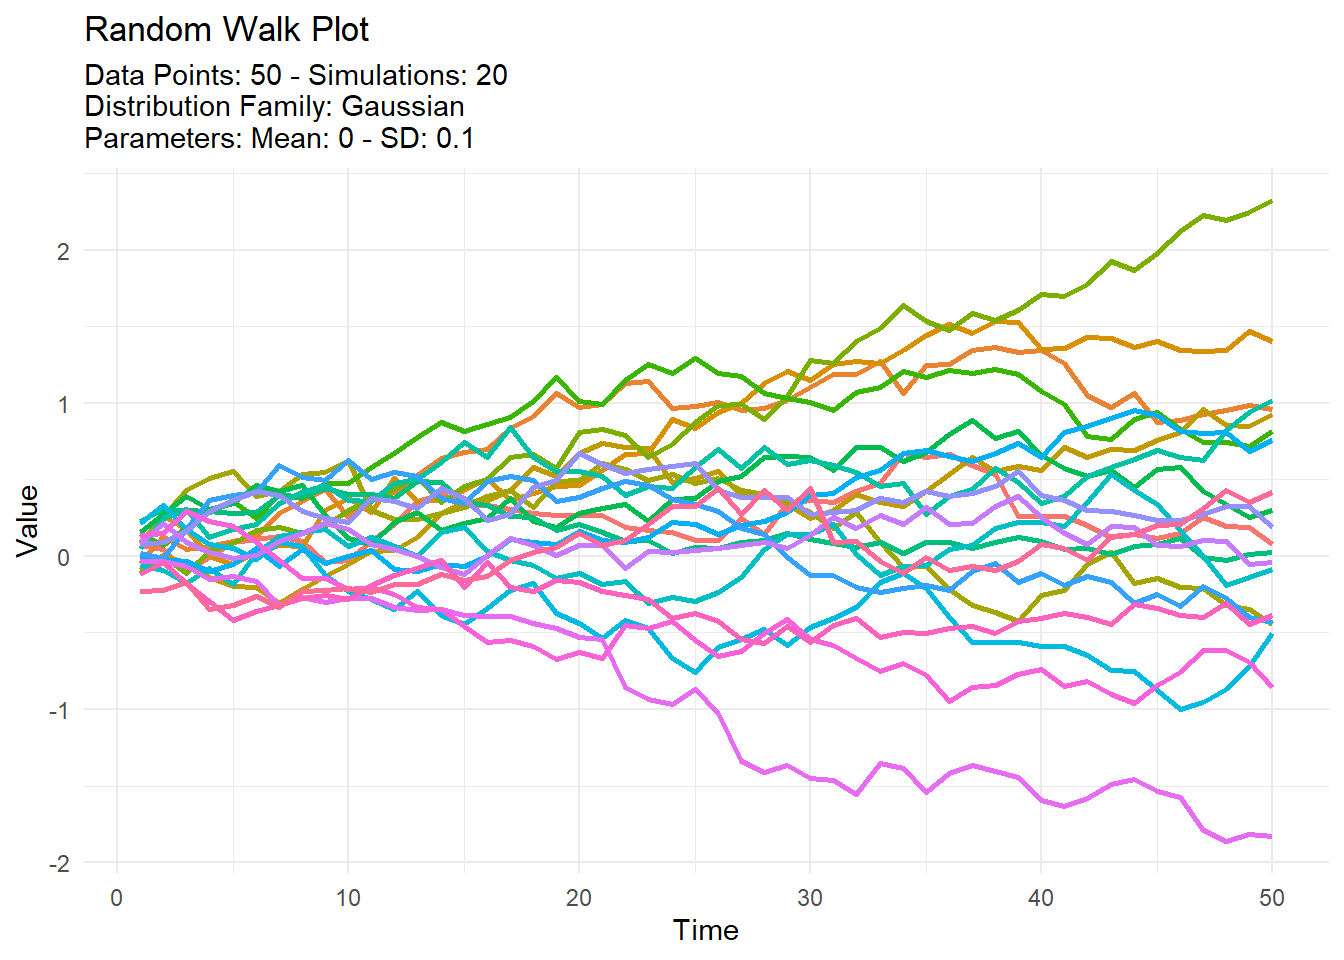 Random Walk Plot
Data Points: 50 - Simulations: 20
Distribution Family: Gaussian
Parameters: Mean: 0 - SD: 0.1
2
1
0
-1
-2
Value
0 10 20 30 40 50
Time